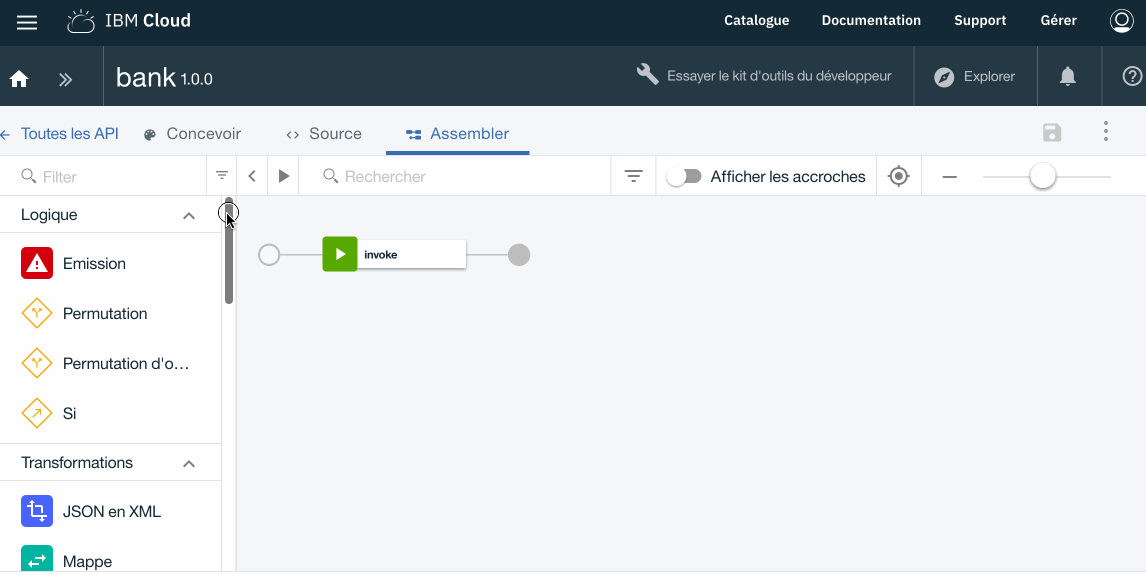 IBM Cloud
Catalogue
Documentation
Support
Gérer
bank 1.0.0
Essayer le kit d'outils du développeur
Explorer
Toutes les API
Concevoir
Source
Assembler
Filter
Rechercher
Afficher les accroches
Logique
Emission
Permutation
Permutation d'o...
Si
Transformations
JSON en XML
Mappe
invoke